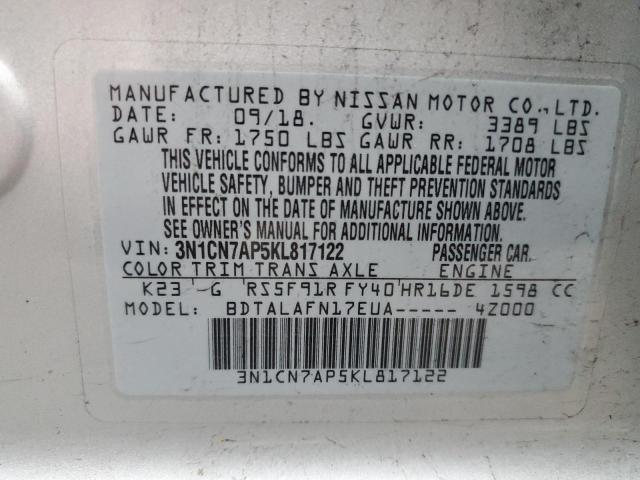 MANUFACTURED BY NISSAN MOTOR CO., LTD.
DATE: 09/18. GVWR: 3389 LBS
GAWR FR: 1750 LBS GAWR RR: 1708 LBS
THIS VEHICLE CONFORMS TO ALL APPLICABLE FEDERAL MOTOR
VEHICLE SAFETY, BUMPER AND THEFT PREVENTION STANDARDS
IN EFFECT ON THE DATE OF MANUFACTURE SHOWN ABOVE.
SEE OWNER'S MANUAL FOR ADDITIONAL INFORMATION.
VIN: 3N1CN7AP5KL817122 PASSENGER CAR.
COLOR TRIM TRANS AXLE ENGINE
K23 G RS5F91R FY40 HR16DE 1598 CC
MODEL: BDTALAFN17EUA----- 4Z000
3N1CN7AP5KL817122